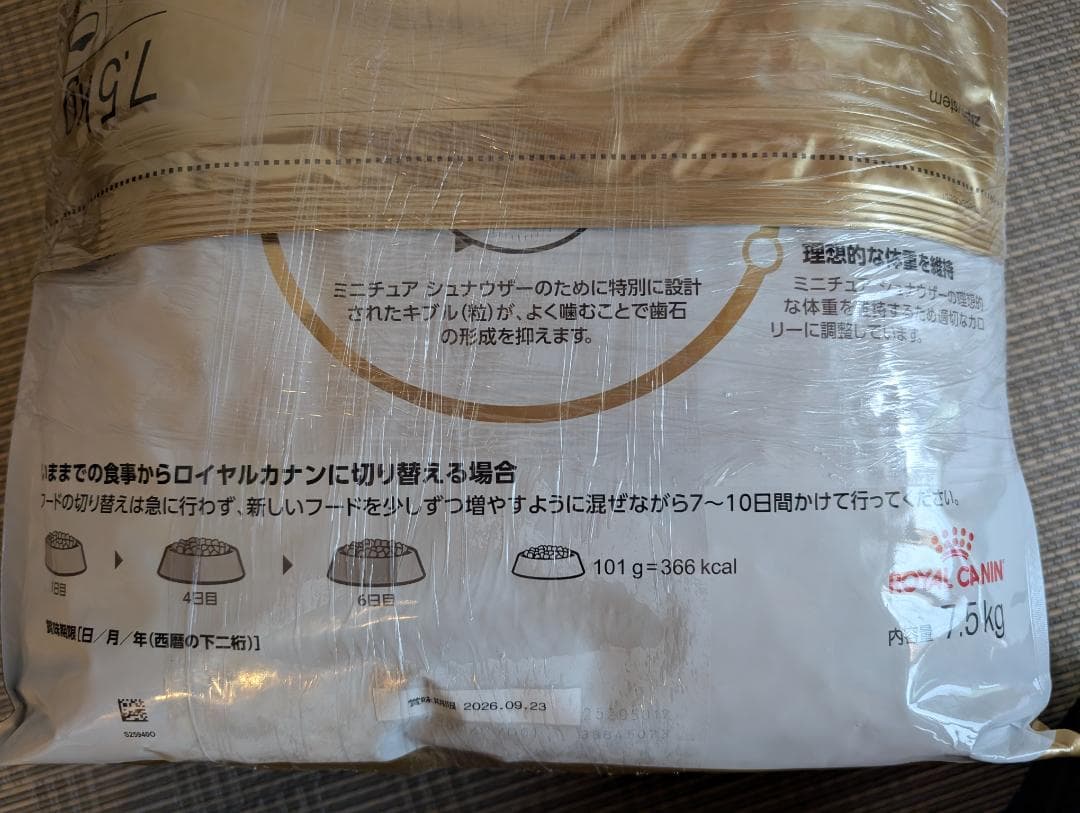 7.5kg
理想的な体重を維持
ミニチュア シュナウザーの理想的
な体重を維持するため適切なカロ
リーに調整しています。
ミニチュア シュナウザーのために特別に設計
されたキブル(粒)が、よく噛むことで歯石
の形成を抑えます。
いままでの食事からロイヤルカナンに切り替える場合
フードの切り替えは急に行わず、新しいフードを少しずつ増やすように混ぜながら7〜10日間かけて行ってください。
1日目
4日目
6日目
101 g=366 kcal
ROYAL CANIN
内容量 7.5kg
賞味期限[日/月/年(西暦の下二桁)]
賞味期限 2026.09.23
S25940O